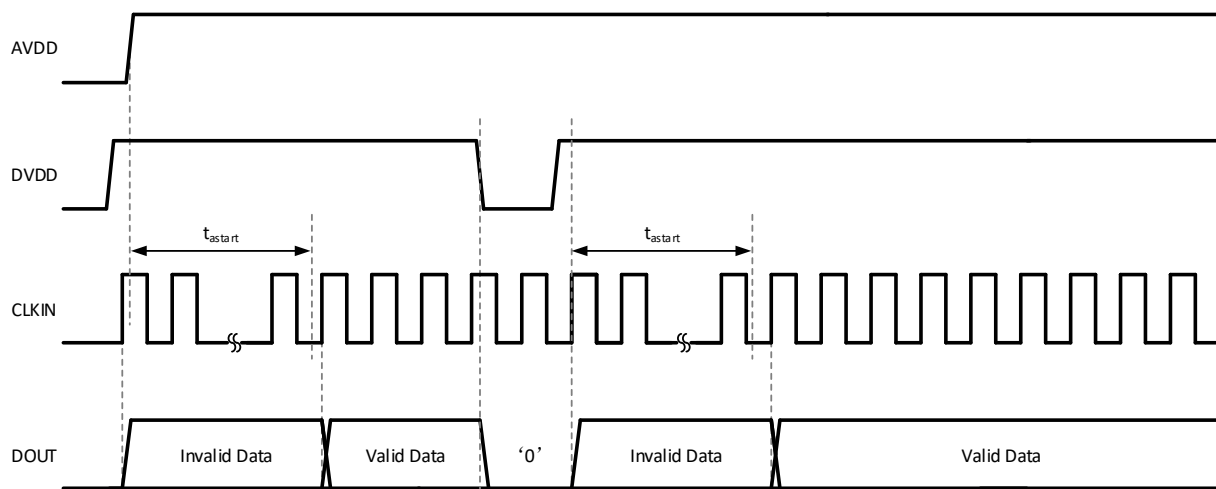 AVDD
DVDD
tastart tastart
CLKIN
DOUT Invalid Data Valid Data ‘0’ Invalid Data Valid Data